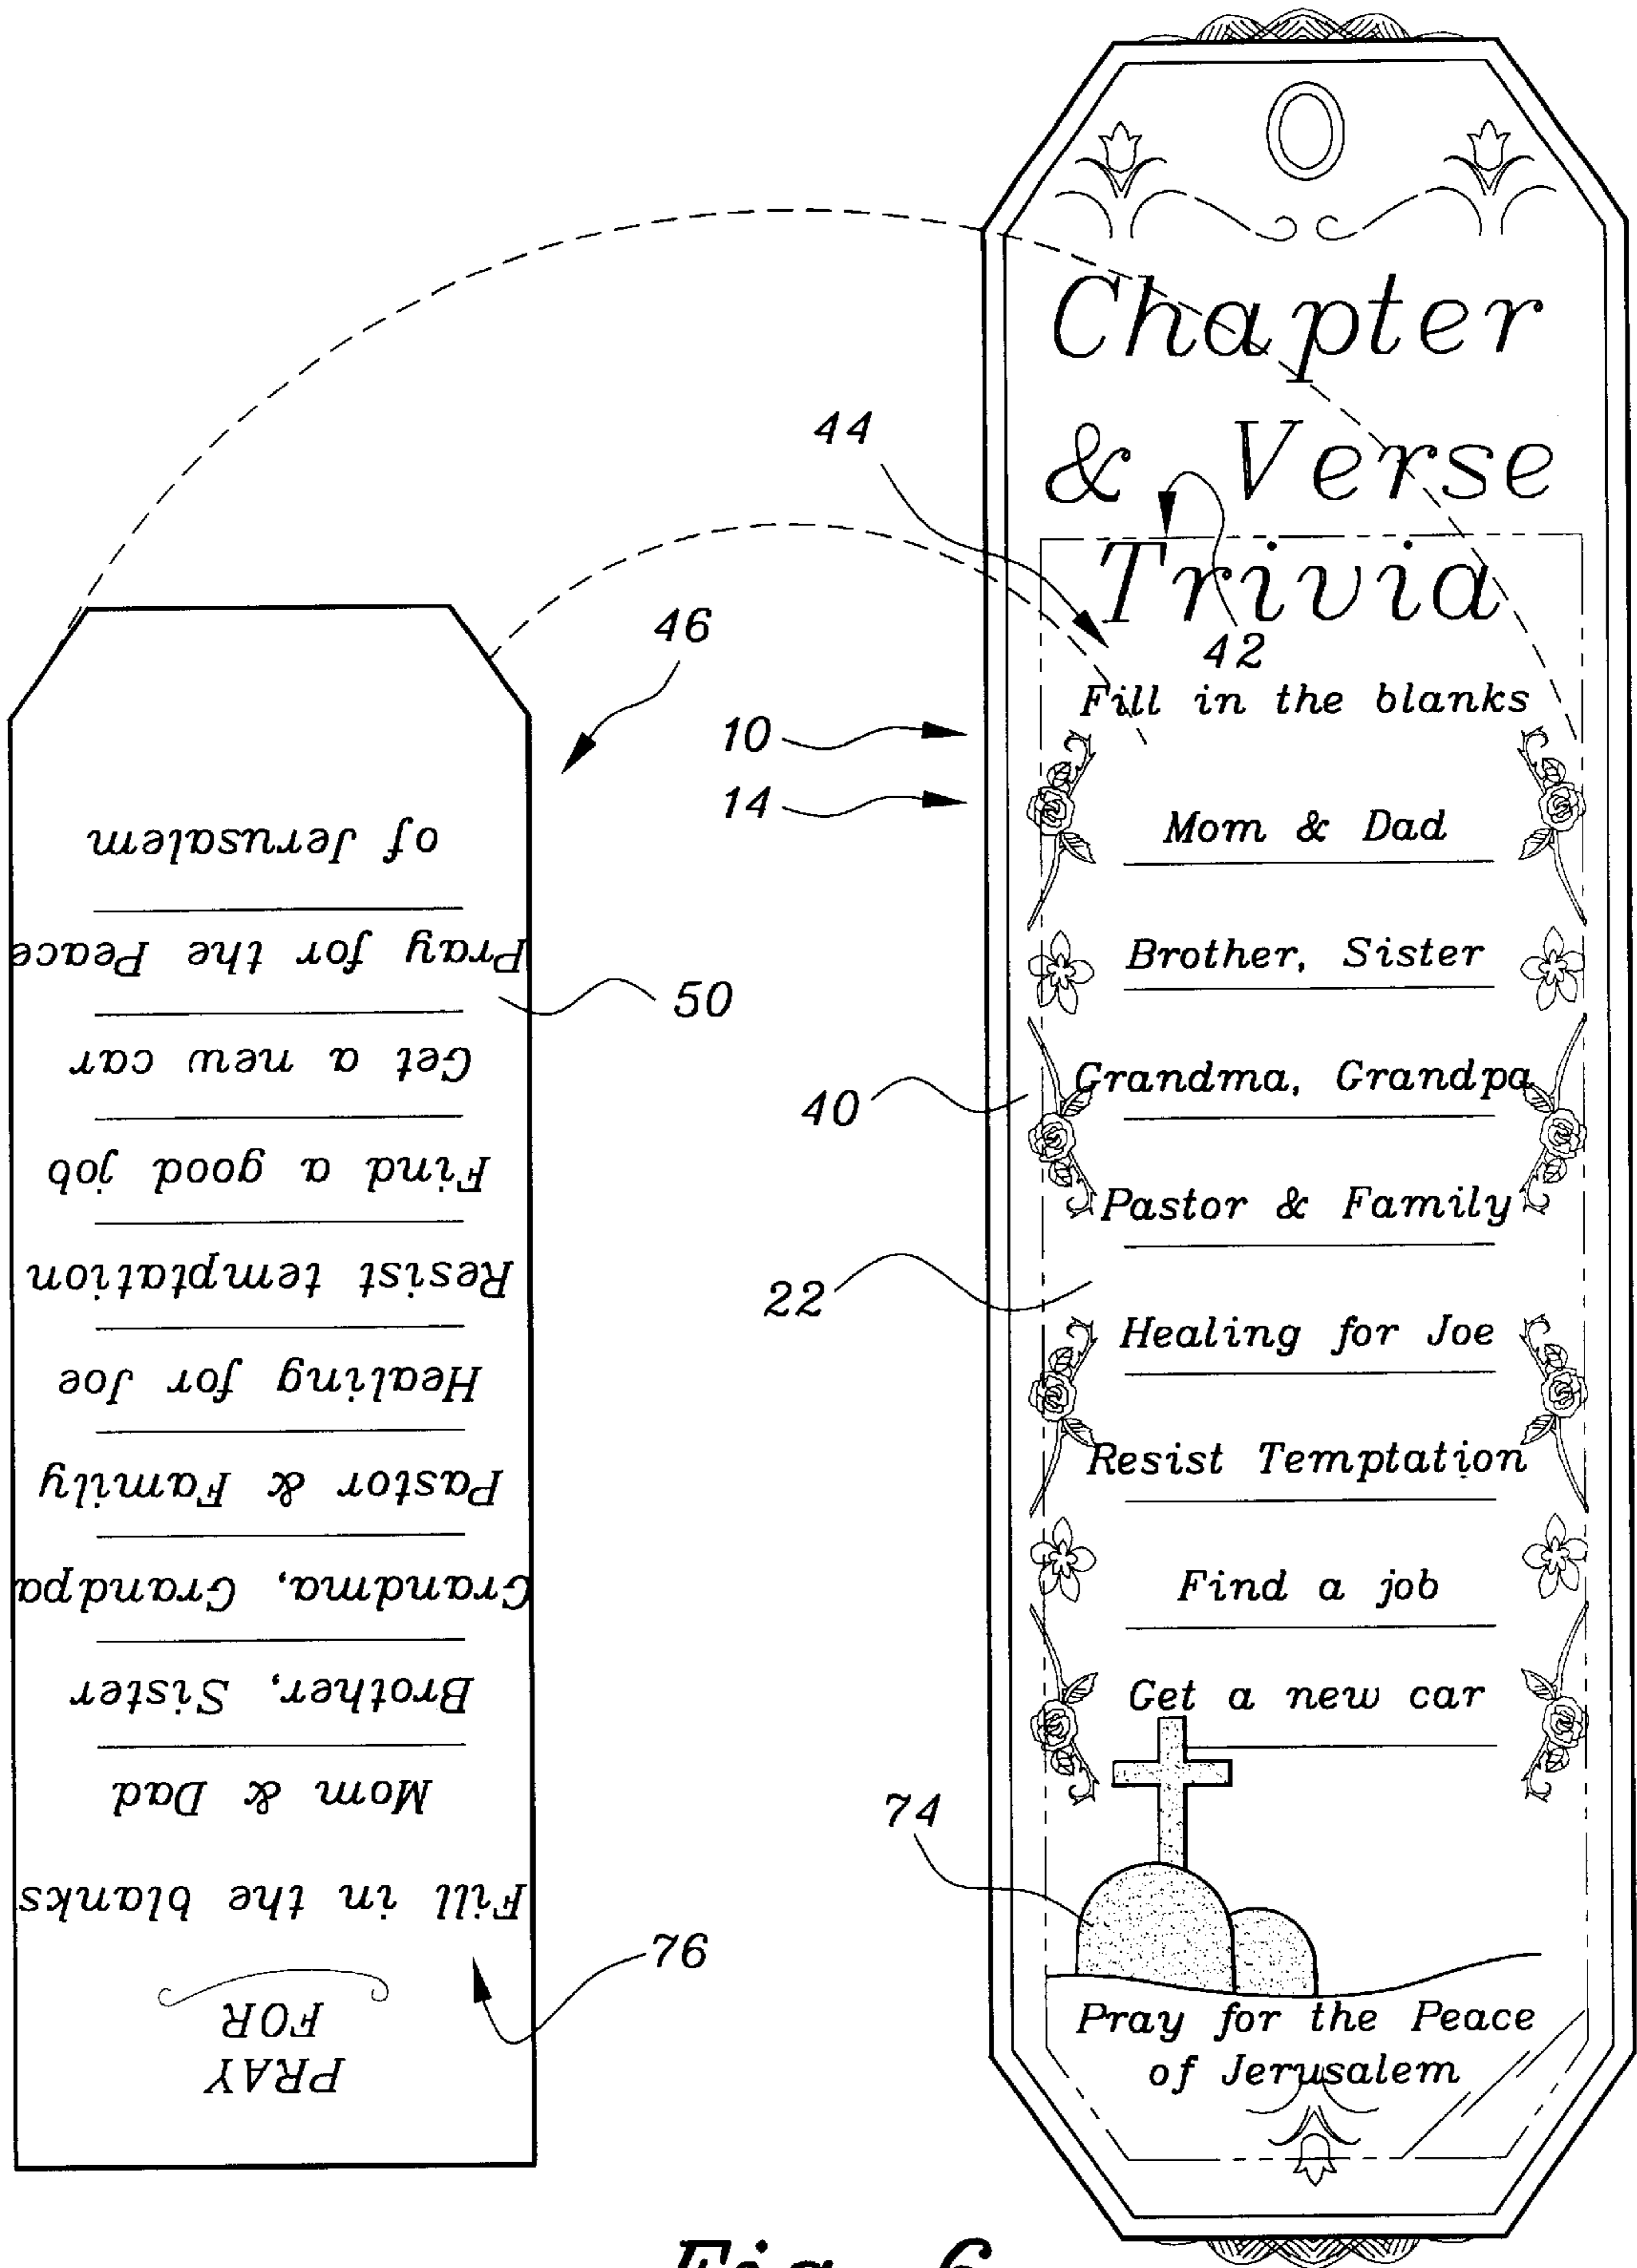 Chapter
& Verse
Trivia
Fill in the blanks
Mom & Dad
Brother, Sister
Grandma, Grandpa
Pastor & Family
Healing for Joe
Resist Temptation
Find a job
Get a new car
Pray for the Peace
of Jerusalem
44
42
46
10
14
50
40
22
74
76
PRAY
FOR
Fill in the blanks
Mom & Dad
Brother, Sister
Grandma, Grandpa
Pastor & Family
Healing for Joe
Resist temptation
Find a good job
Get a new car
Pray for the Peace
of Jerusalem
Fig. 6